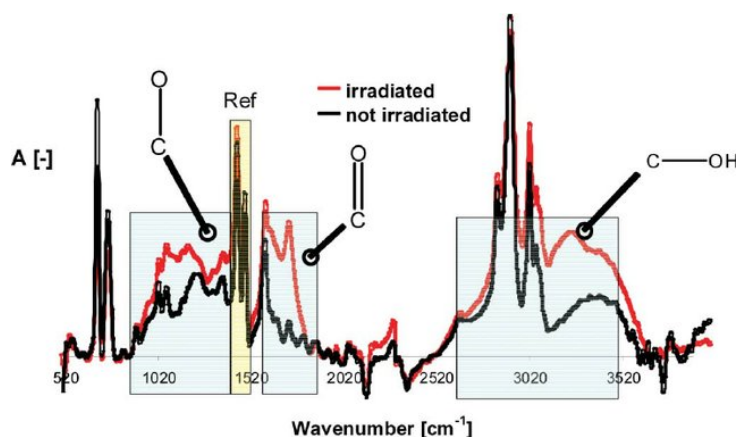 O
C
Ref
irradiated
not irradiated
O
C
A [-]
C OH
520 1020 1520 2020 2520 3020 3520
Wavenumber [cm⁻¹]